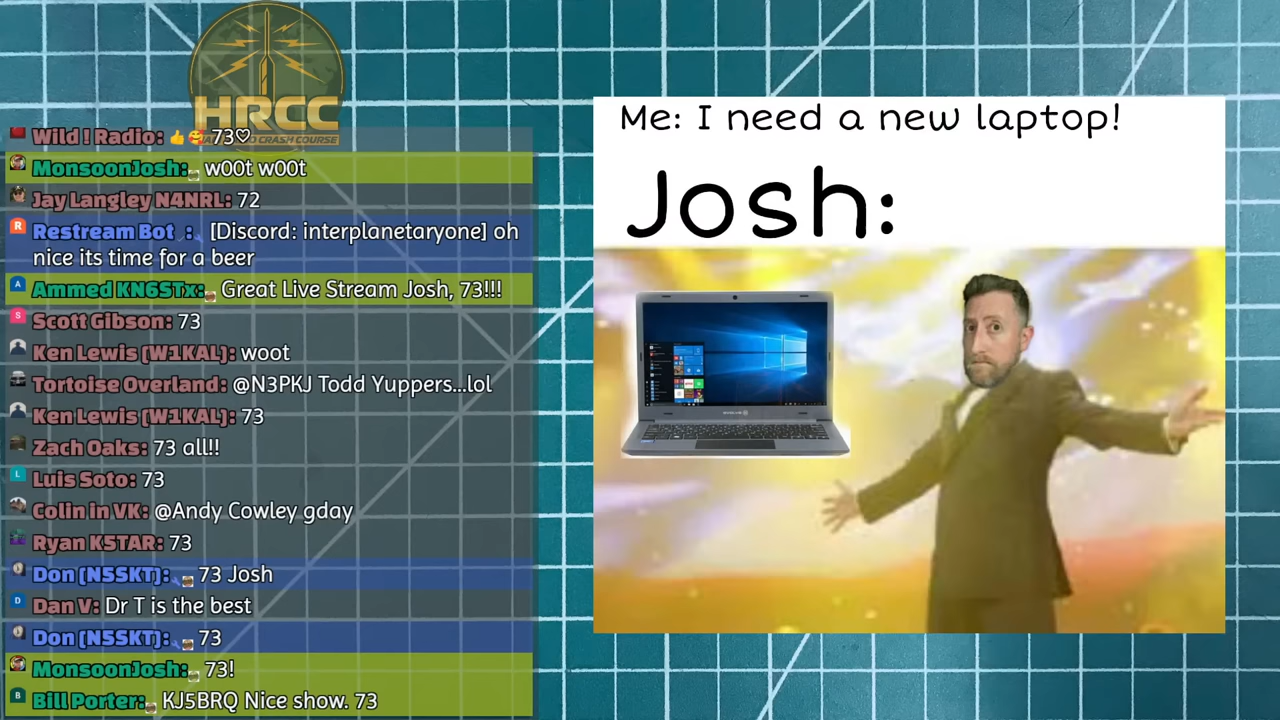 HRCC
CRASH COURSE
Wild ! Radio: 👍🥰 73♡
MonsoonJosh: w00t w00t
Jay Langley N4NRL: 72
R Restream Bot : [Discord: interplanetaryone] oh
nice its time for a beer
A Ammed KN6STx: Great Live Stream Josh, 73!!!
S Scott Gibson: 73
Ken Lewis (W1KAL): woot
Tortoise Overland: @N3PKJ Todd Yuppers...lol
Ken Lewis (W1KAL): 73
Zach Oaks: 73 all!!
L Luis Soto: 73
Colin in VK: @Andy Cowley gday
Ryan KSTAR: 73
Don (N5SKT): 73 Josh
D Dan V: Dr T is the best
Don (N5SKT): 73
MonsoonJosh: 73!
B Bill Porter: KJ5BRQ Nice show. 73
Me: I need a new laptop!
Josh: